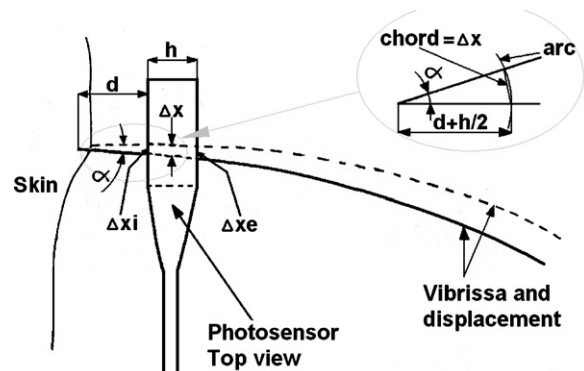 h
d
Δx
α
Skin
Δxi
Δxe
Photosensor
Top view
Vibrissa and
displacement
chord = Δx
arc
α
d+h/2